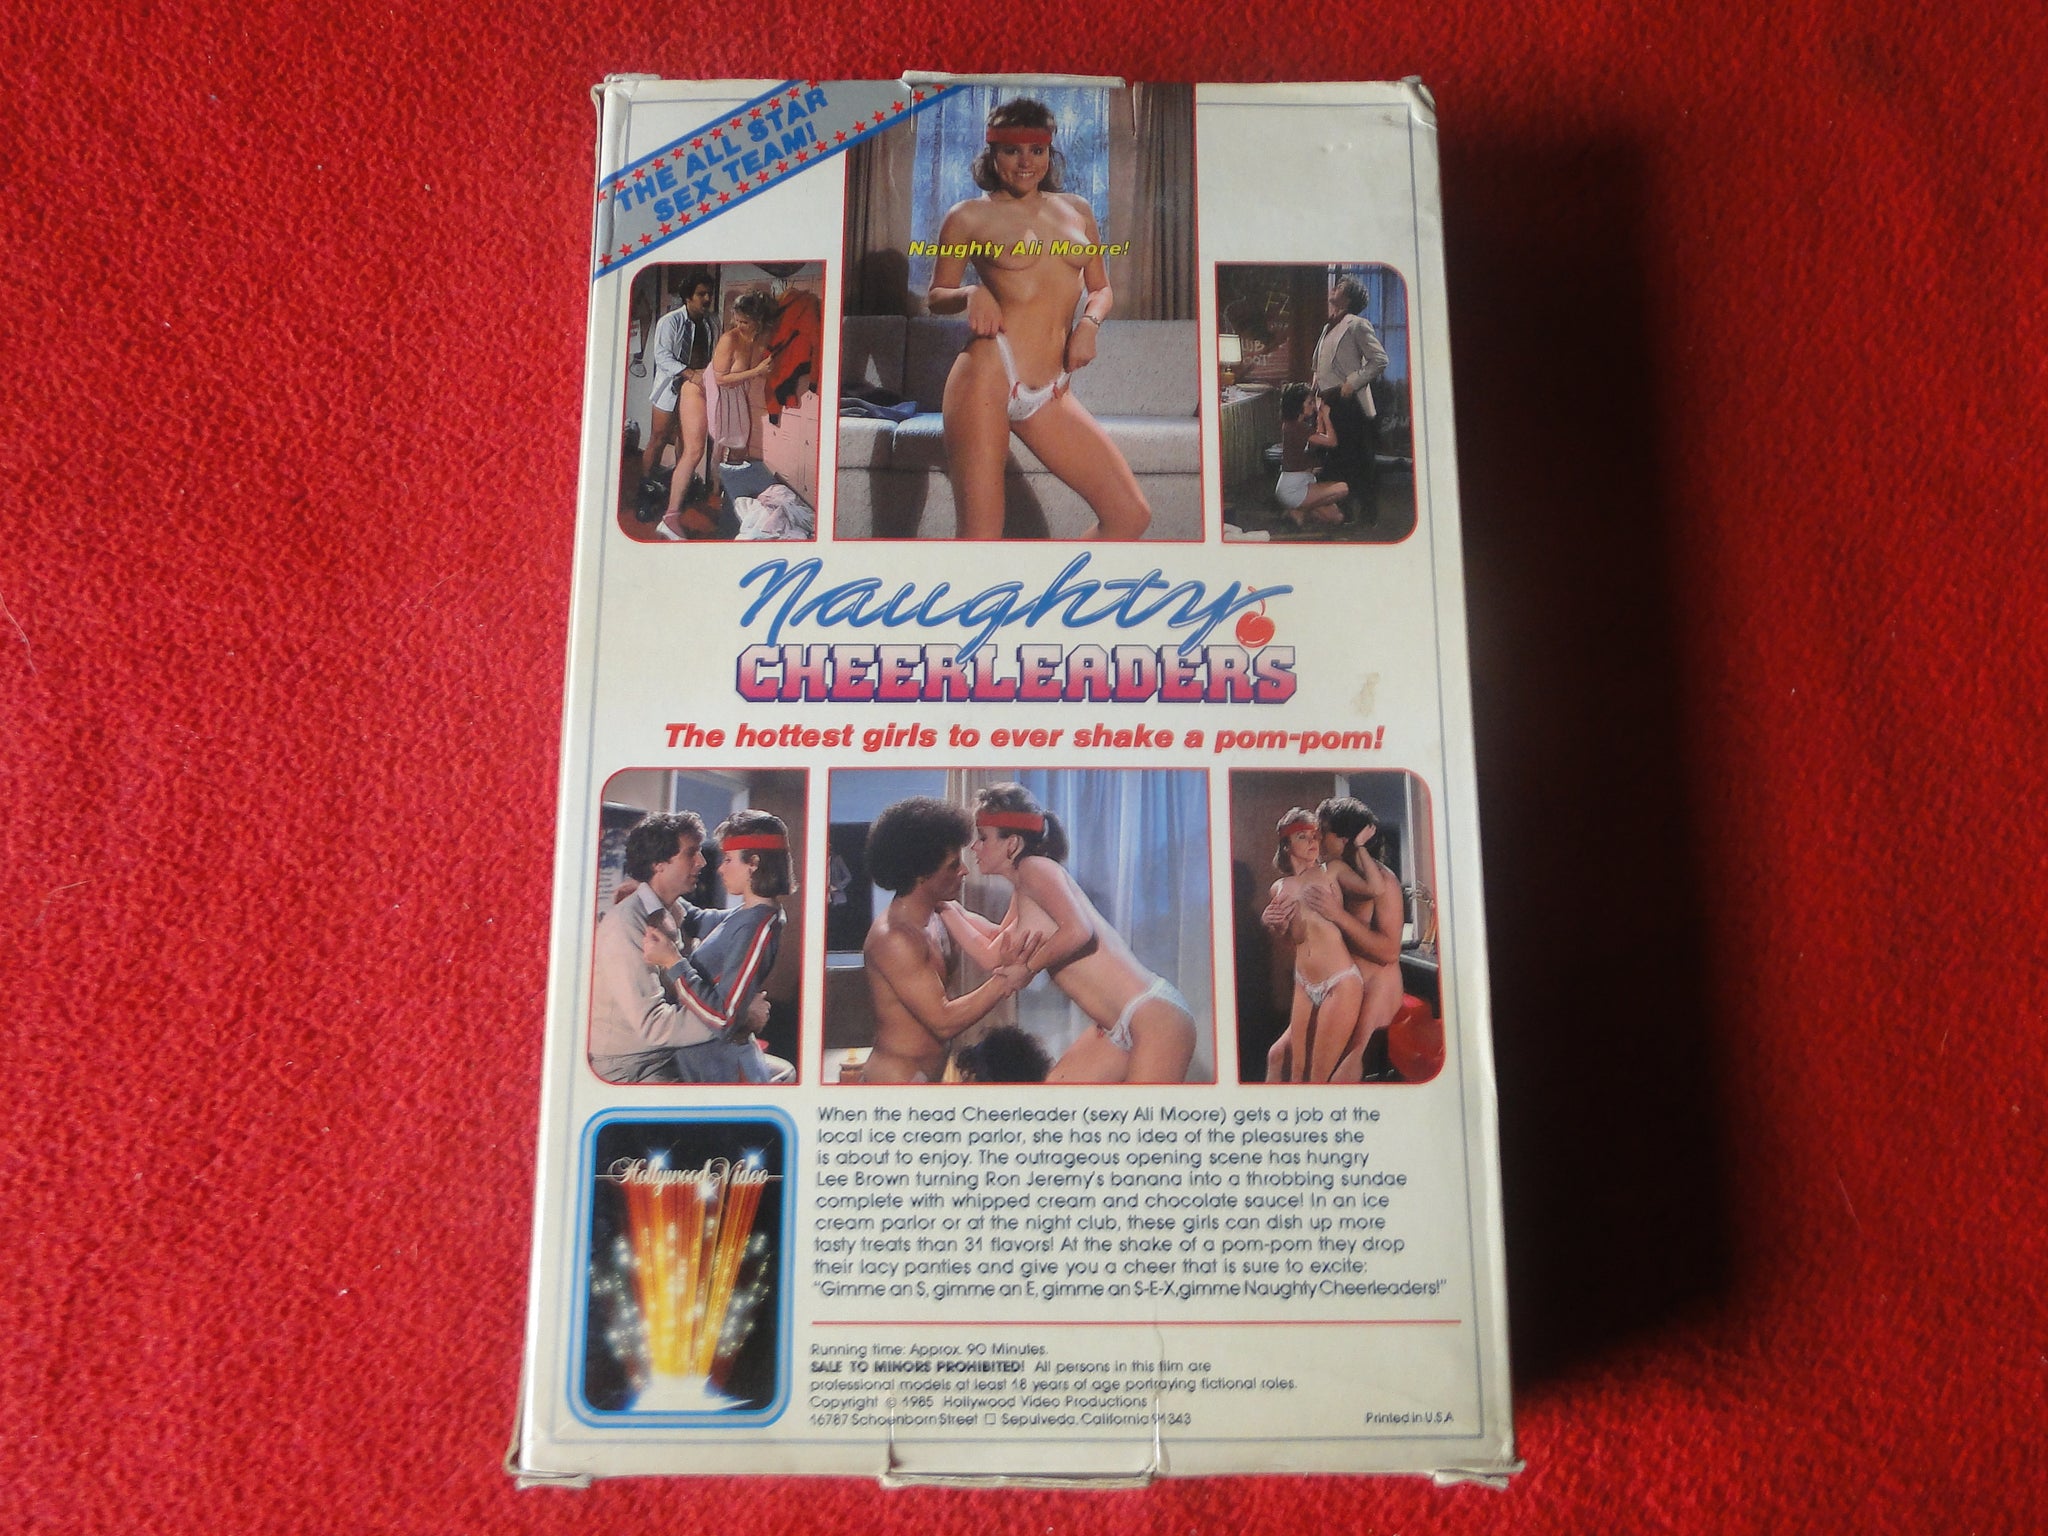 THE ALL STAR
SEX TEAM!
Naughty Ali Moore!
Naughty
CHEERLEADERS
The hottest girls to ever shake a pom-pom!
Hollywood Video
When the head Cheerleader (sexy Ali Moore) gets a job at the
local ice cream parlor, she has no idea of the pleasures she
is about to enjoy. The outrageous opening scene has hungry
Lee Brown turning Ron Jeremy's banana into a throbbing sundae
complete with whipped cream and chocolate sauce! In an ice
cream parlor or at the night club, these girls can dish up more
tasty treats than 31 flavors! At the shake of a pom-pom they drop
their lacy panties and give you a cheer that is sure to excite:
"Gimme an S, gimme an E, gimme an S-E-X, gimme Naughty Cheerleaders!"
Running time: Approx. 90 Minutes.
SALE TO MINORS PROHIBITED! All persons in this film are
professional models at least 18 years of age portraying fictional roles.
Copyright © 1985 Hollywood Video Productions
16787 Schoenborn Street □ Sepulveda, California 91343
Printed in U.S.A